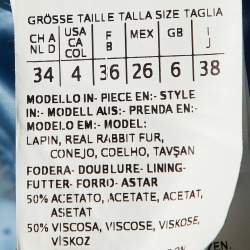 GRÖSSE TAILLE TALLA SIZE TAGLIA
CH A NL D USA CA COL F B MEX GB I J
34 4 36 26 6 38
MODELLO IN- PIECE EN:- STYLE
IN:- MODELL AUS:- PRENDA EN:-
MODELO EM:- MODEL:
LAPIN, REAL RABBIT FUR,
CONEJO, COELHO, TAVŞAN
FODERA- DOUBLURE- LINING-
FUTTER- FORRO- ASTAR
50% ACETATO, ACETATE, ACETAT,
ASETAT
50% VISCOSA, VISCOSE, VISKOSE,
VİSKOZ